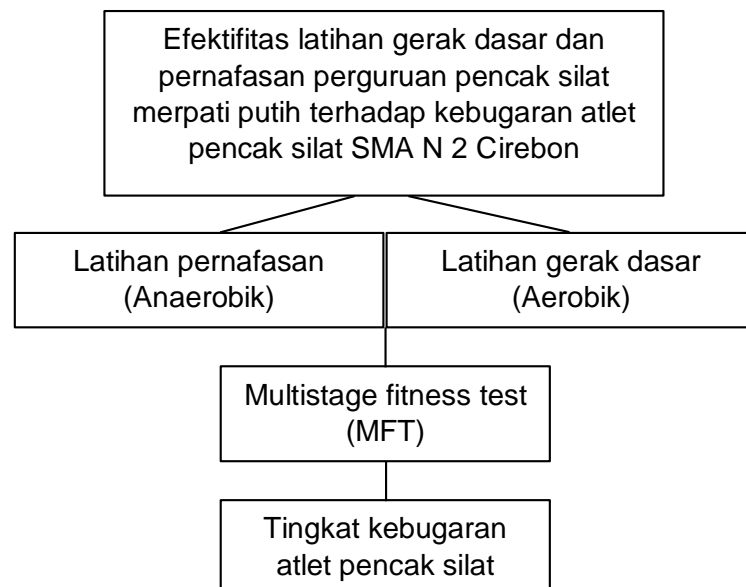 Efektifitas latihan gerak dasar dan
pernafasan perguruan pencak silat
merpati putih terhadap kebugaran atlet
pencak silat SMA N 2 Cirebon
Latihan pernafasan
(Anaerobik)
Latihan gerak dasar
(Aerobik)
Multistage fitness test
(MFT)
Tingkat kebugaran
atlet pencak silat